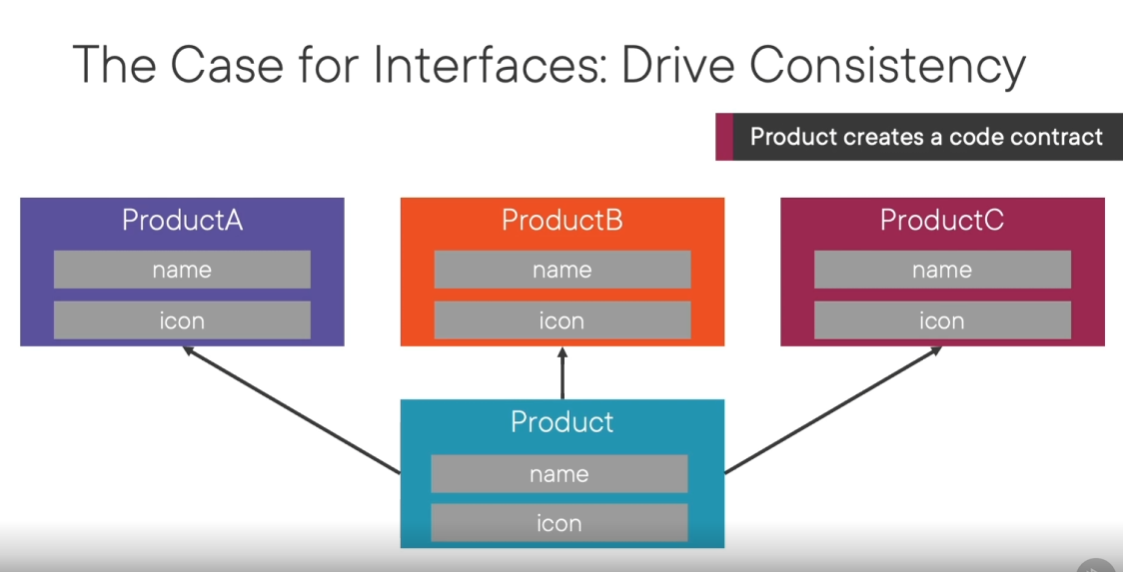 The Case for Interfaces: Drive Consistency
Product creates a code contract
ProductA
name
icon
ProductB
name
icon
ProductC
name
icon
Product
name
icon